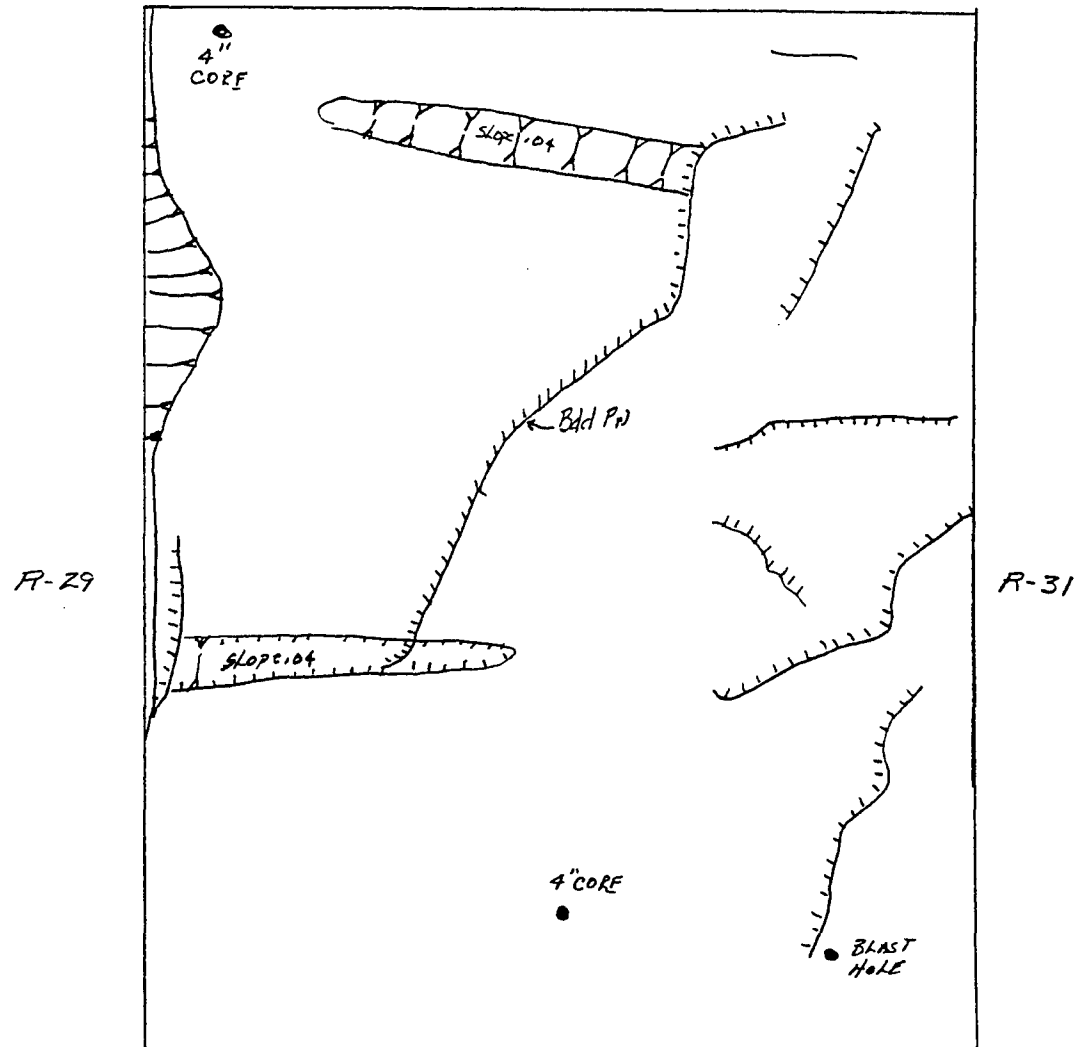 4"
CORE
slope .04
Bdd Pn
R-29
R-31
slope.04
4" CORE
BLAST
HOLE